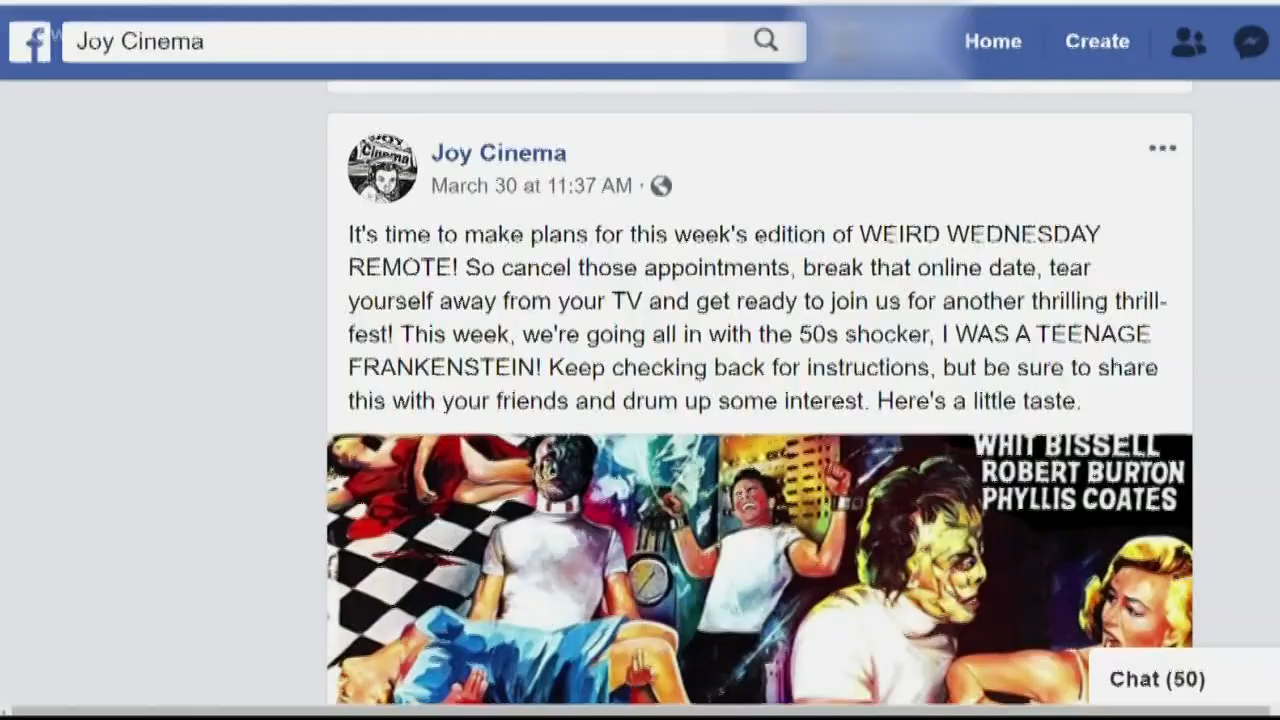 f
Joy Cinema
Home
Create
Joy Cinema
March 30 at 11:37 AM ·
It's time to make plans for this week's edition of WEIRD WEDNESDAY
REMOTE! So cancel those appointments, break that online date, tear
yourself away from your TV and get ready to join us for another thrilling thrill-
fest! This week, we're going all in with the 50s shocker, I WAS A TEENAGE
FRANKENSTEIN! Keep checking back for instructions, but be sure to share
this with your friends and drum up some interest. Here's a little taste.
WHIT BISSELL
ROBERT BURTON
PHYLLIS COATES
Chat (50)